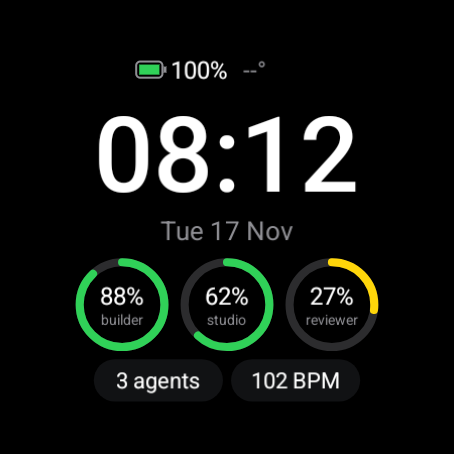 100% --°
08:12
Tue 17 Nov
88% 62% 27%
builder studio reviewer
3 agents 102 BPM